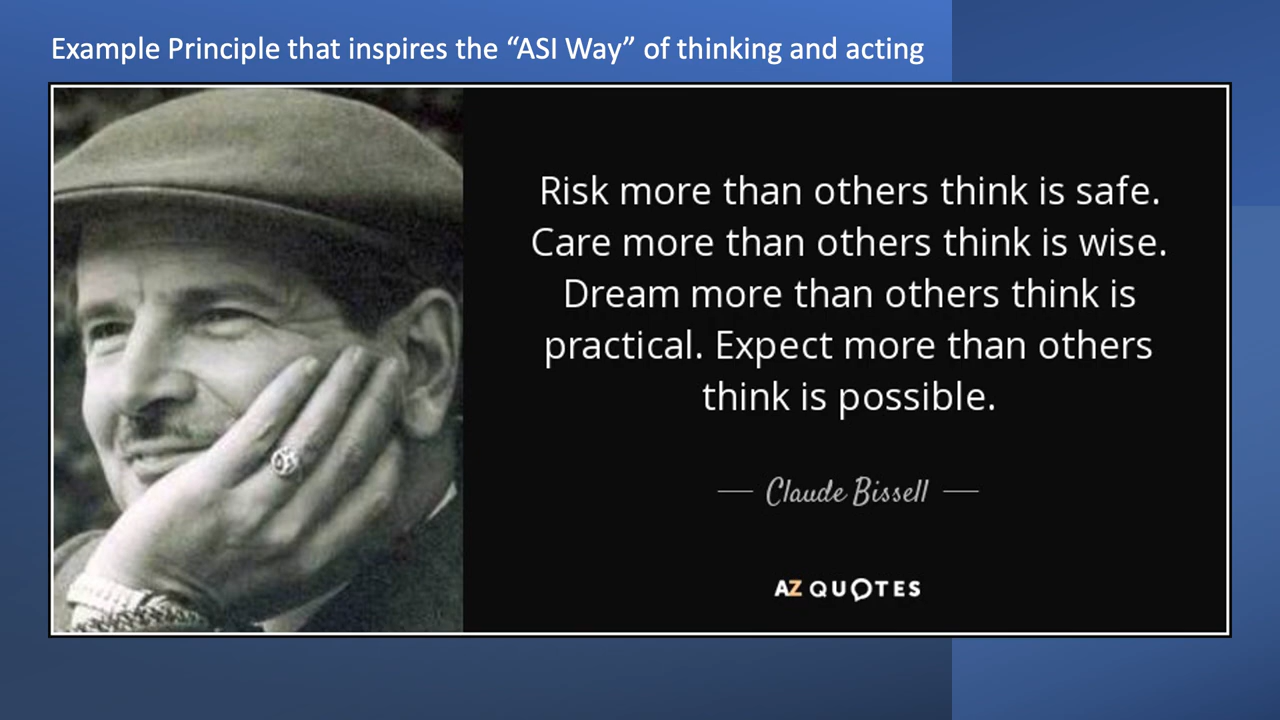 Example Principle that inspires the “ASI Way” of thinking and acting
Risk more than others think is safe.
Care more than others think is wise.
Dream more than others think is
practical. Expect more than others
think is possible.
Claude Bissell
AZ QUOTES